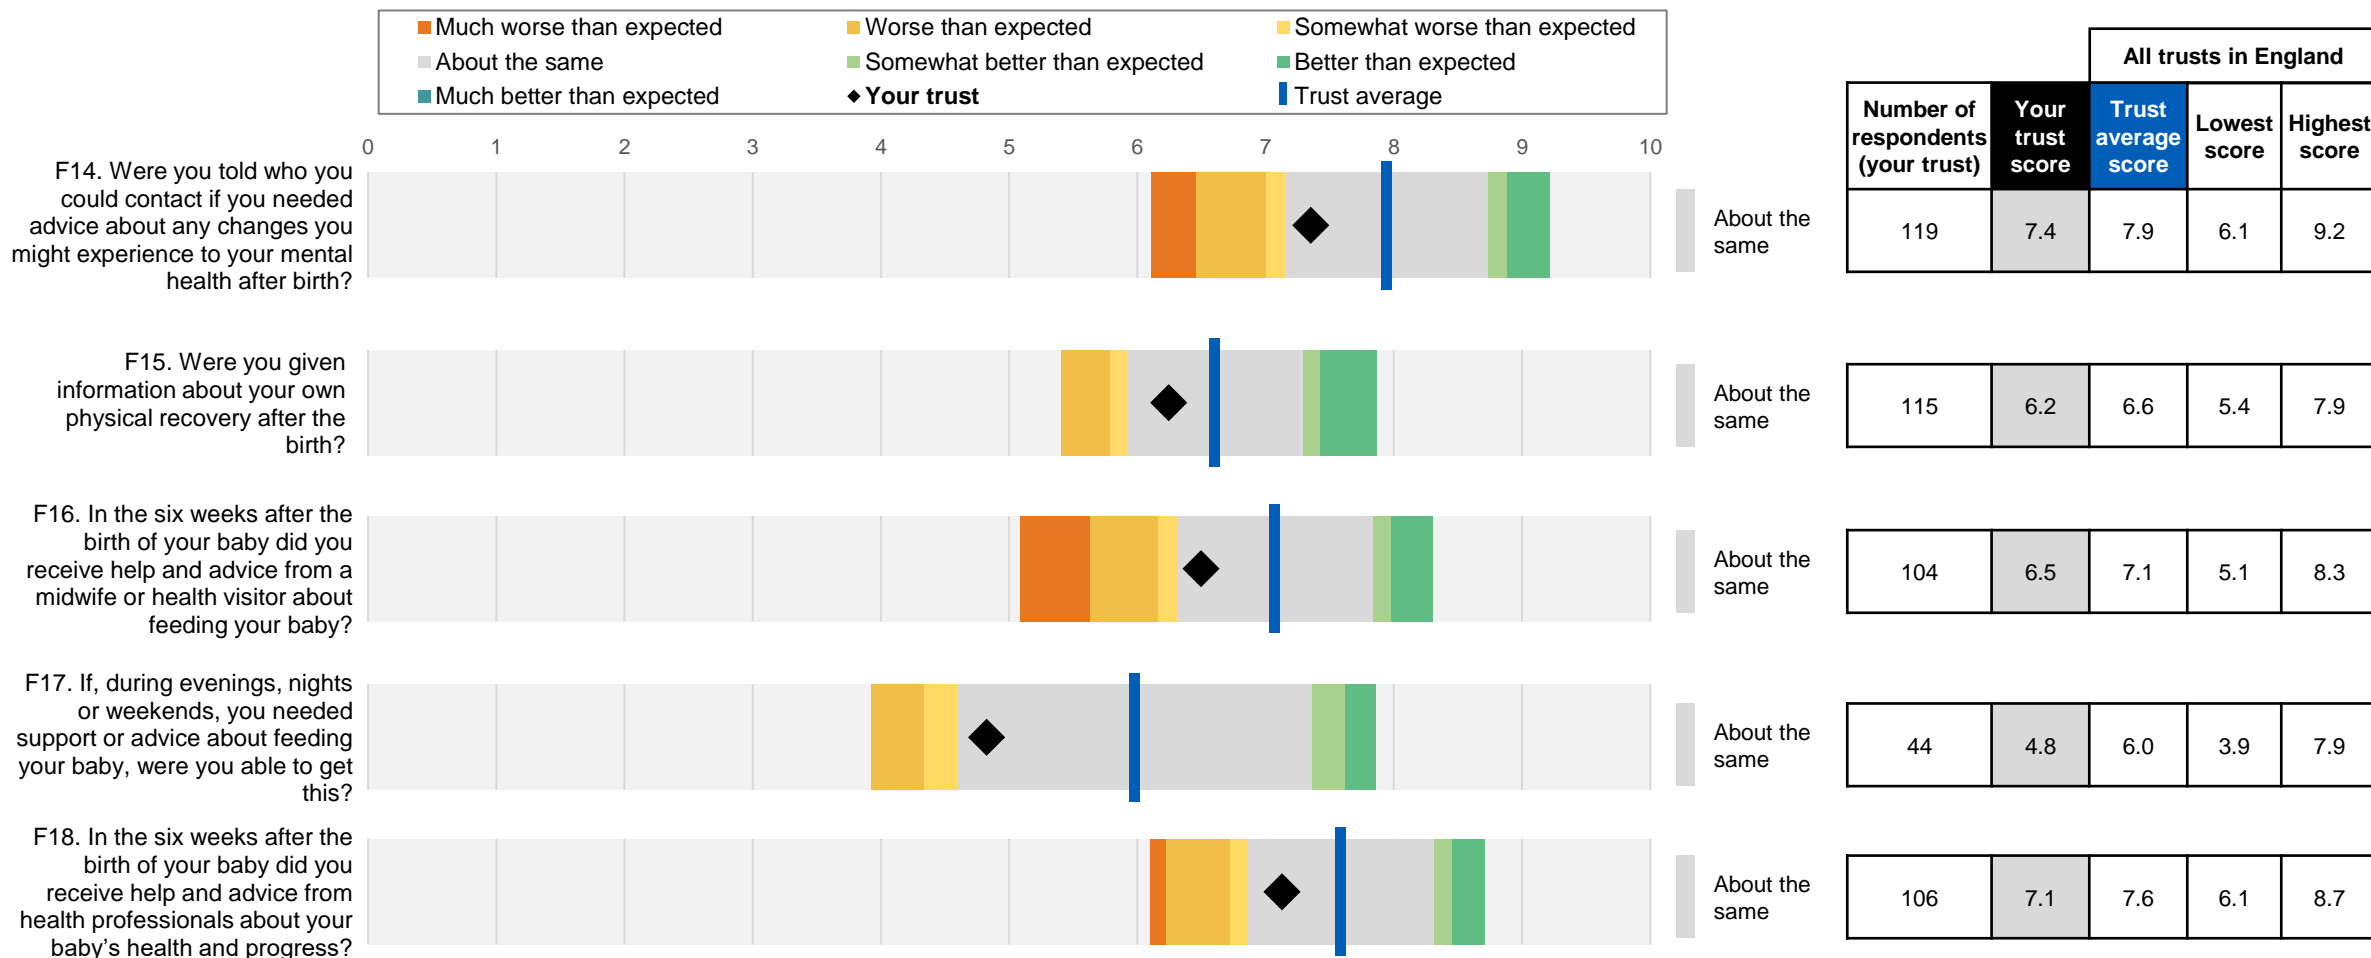 Much worse than expected
Worse than expected
Somewhat worse than expected
About the same
Somewhat better than expected
Better than expected
Much better than expected
Your trust
Trust average
All trusts in England
Number of
respondents
(your trust)
Your
trust
score
Trust
average
score
Lowest
score
Highest
score
0 1 2 3 4 5 6 7 8 9 10
F14. Were you told who you
could contact if you needed
advice about any changes you
might experience to your mental
health after birth?
About the
same
119 7.4 7.9 6.1 9.2
F15. Were you given
information about your own
physical recovery after the
birth?
About the
same
115 6.2 6.6 5.4 7.9
F16. In the six weeks after the
birth of your baby did you
receive help and advice from a
midwife or health visitor about
feeding your baby?
About the
same
104 6.5 7.1 5.1 8.3
F17. If, during evenings, nights
or weekends, you needed
support or advice about feeding
your baby, were you able to get
this?
About the
same
44 4.8 6.0 3.9 7.9
F18. In the six weeks after the
birth of your baby did you
receive help and advice from
health professionals about your
baby’s health and progress?
About the
same
106 7.1 7.6 6.1 8.7